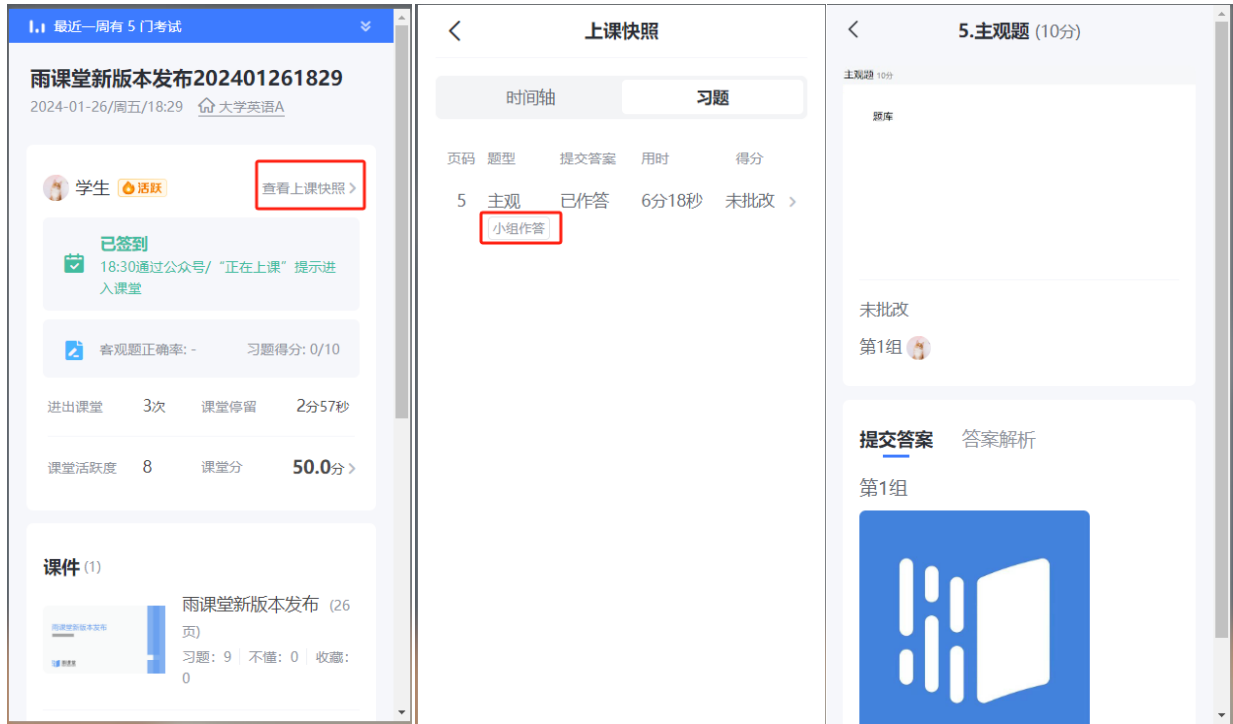 最近一周有 5 门考试
雨课堂新版本发布202401261829
2024-01-26/周五/18:29 大学英语A
学生 活跃 查看上课快照
已签到
18:30通过公众号/“正在上课”提示进
入课堂
客观题正确率: - 习题得分: 0/10
进出课堂 3次 课堂停留 2分57秒
课堂活跃度 8 课堂分 50.0分
课件 (1)
雨课堂新版本发布
雨课堂
雨课堂新版本发布 (26
页)
习题: 9 不懂: 0 收藏:
0
上课快照
时间轴 习题
页码 题型 提交答案 用时 得分
5 主观 已作答 6分18秒 未批改
小组作答
5.主观题 (10分)
主观题 10分
题库
未批改
第1组
提交答案 答案解析
第1组